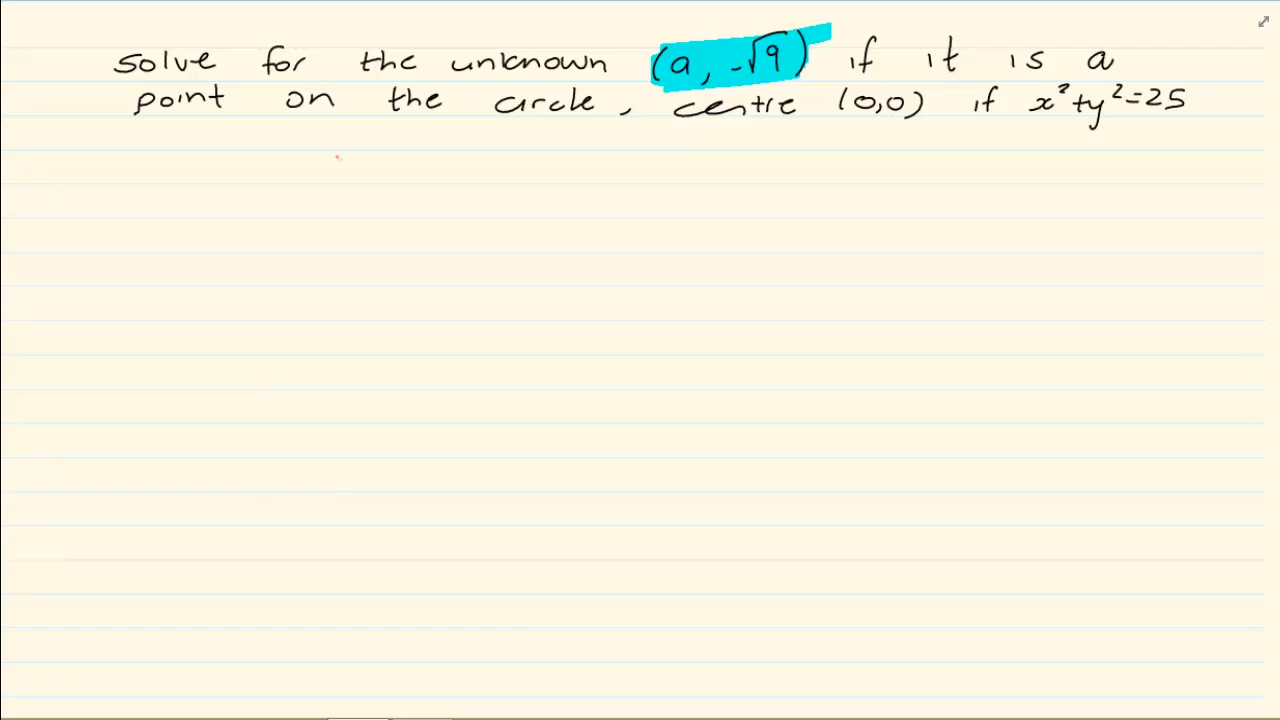 solve for the unknown (a, -√9) if it is a
point on the circle, centre (0,0) if x²+y²=25